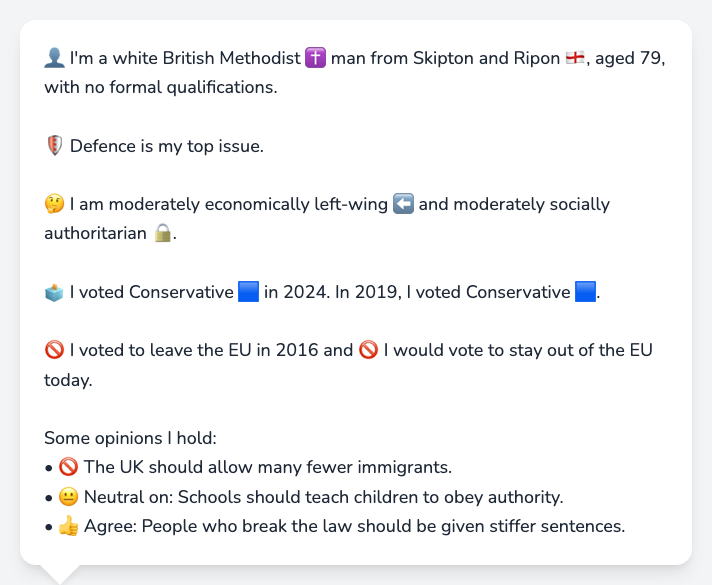 👤 I'm a white British Methodist ✝️ man from Skipton and Ripon 🏴󠁧󠁢󠁥󠁮󠁧󠁿, aged 79,
with no formal qualifications.
🛡️ Defence is my top issue.
🤔 I am moderately economically left-wing ⬅️ and moderately socially
authoritarian 🔒.
🗳️ I voted Conservative 🟦 in 2024. In 2019, I voted Conservative 🟦.
🚫 I voted to leave the EU in 2016 and 🚫 I would vote to stay out of the EU
today.
Some opinions I hold:
• 🚫 The UK should allow many fewer immigrants.
• 😐 Neutral on: Schools should teach children to obey authority.
• 👍 Agree: People who break the law should be given stiffer sentences.